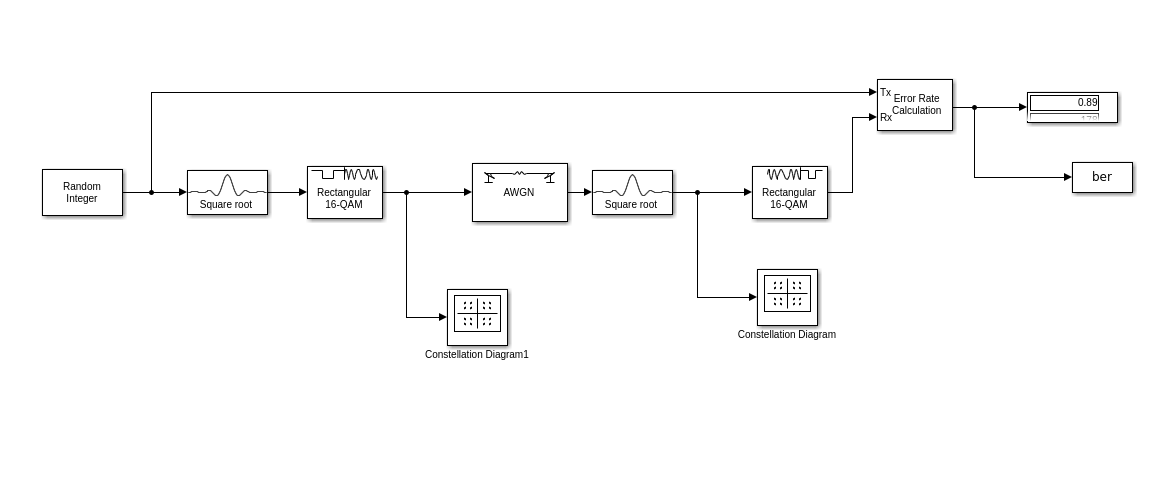 Tx
Error Rate
Calculation
Rx
0.89
Random
Integer
Square root
Rectangular
16-QAM
AWGN
Square root
Rectangular
16-QAM
ber
Constellation Diagram
Constellation Diagram1